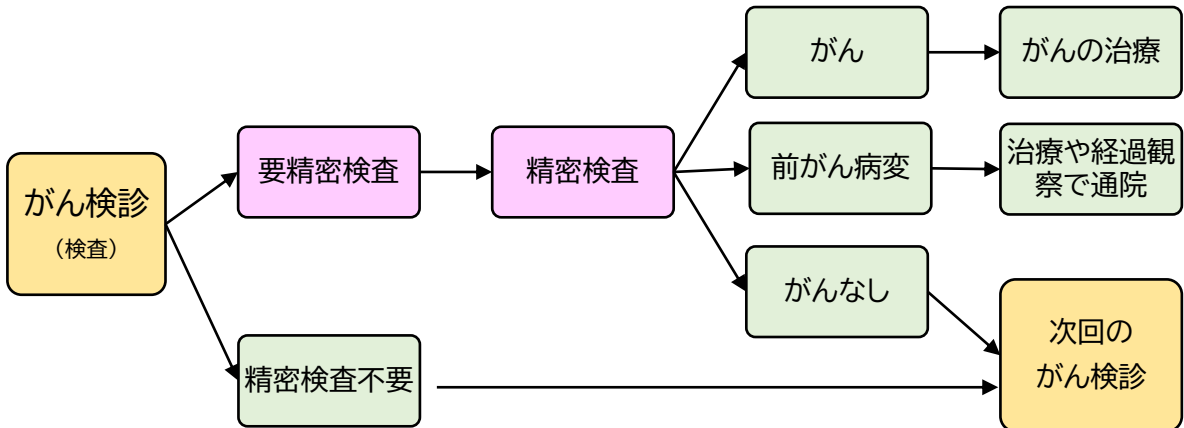 がん検診
（検査）
要精密検査
精密検査不要
精密検査
がん
前がん病変
がんなし
がんの治療
治療や経過観
察で通院
次回の
がん検診